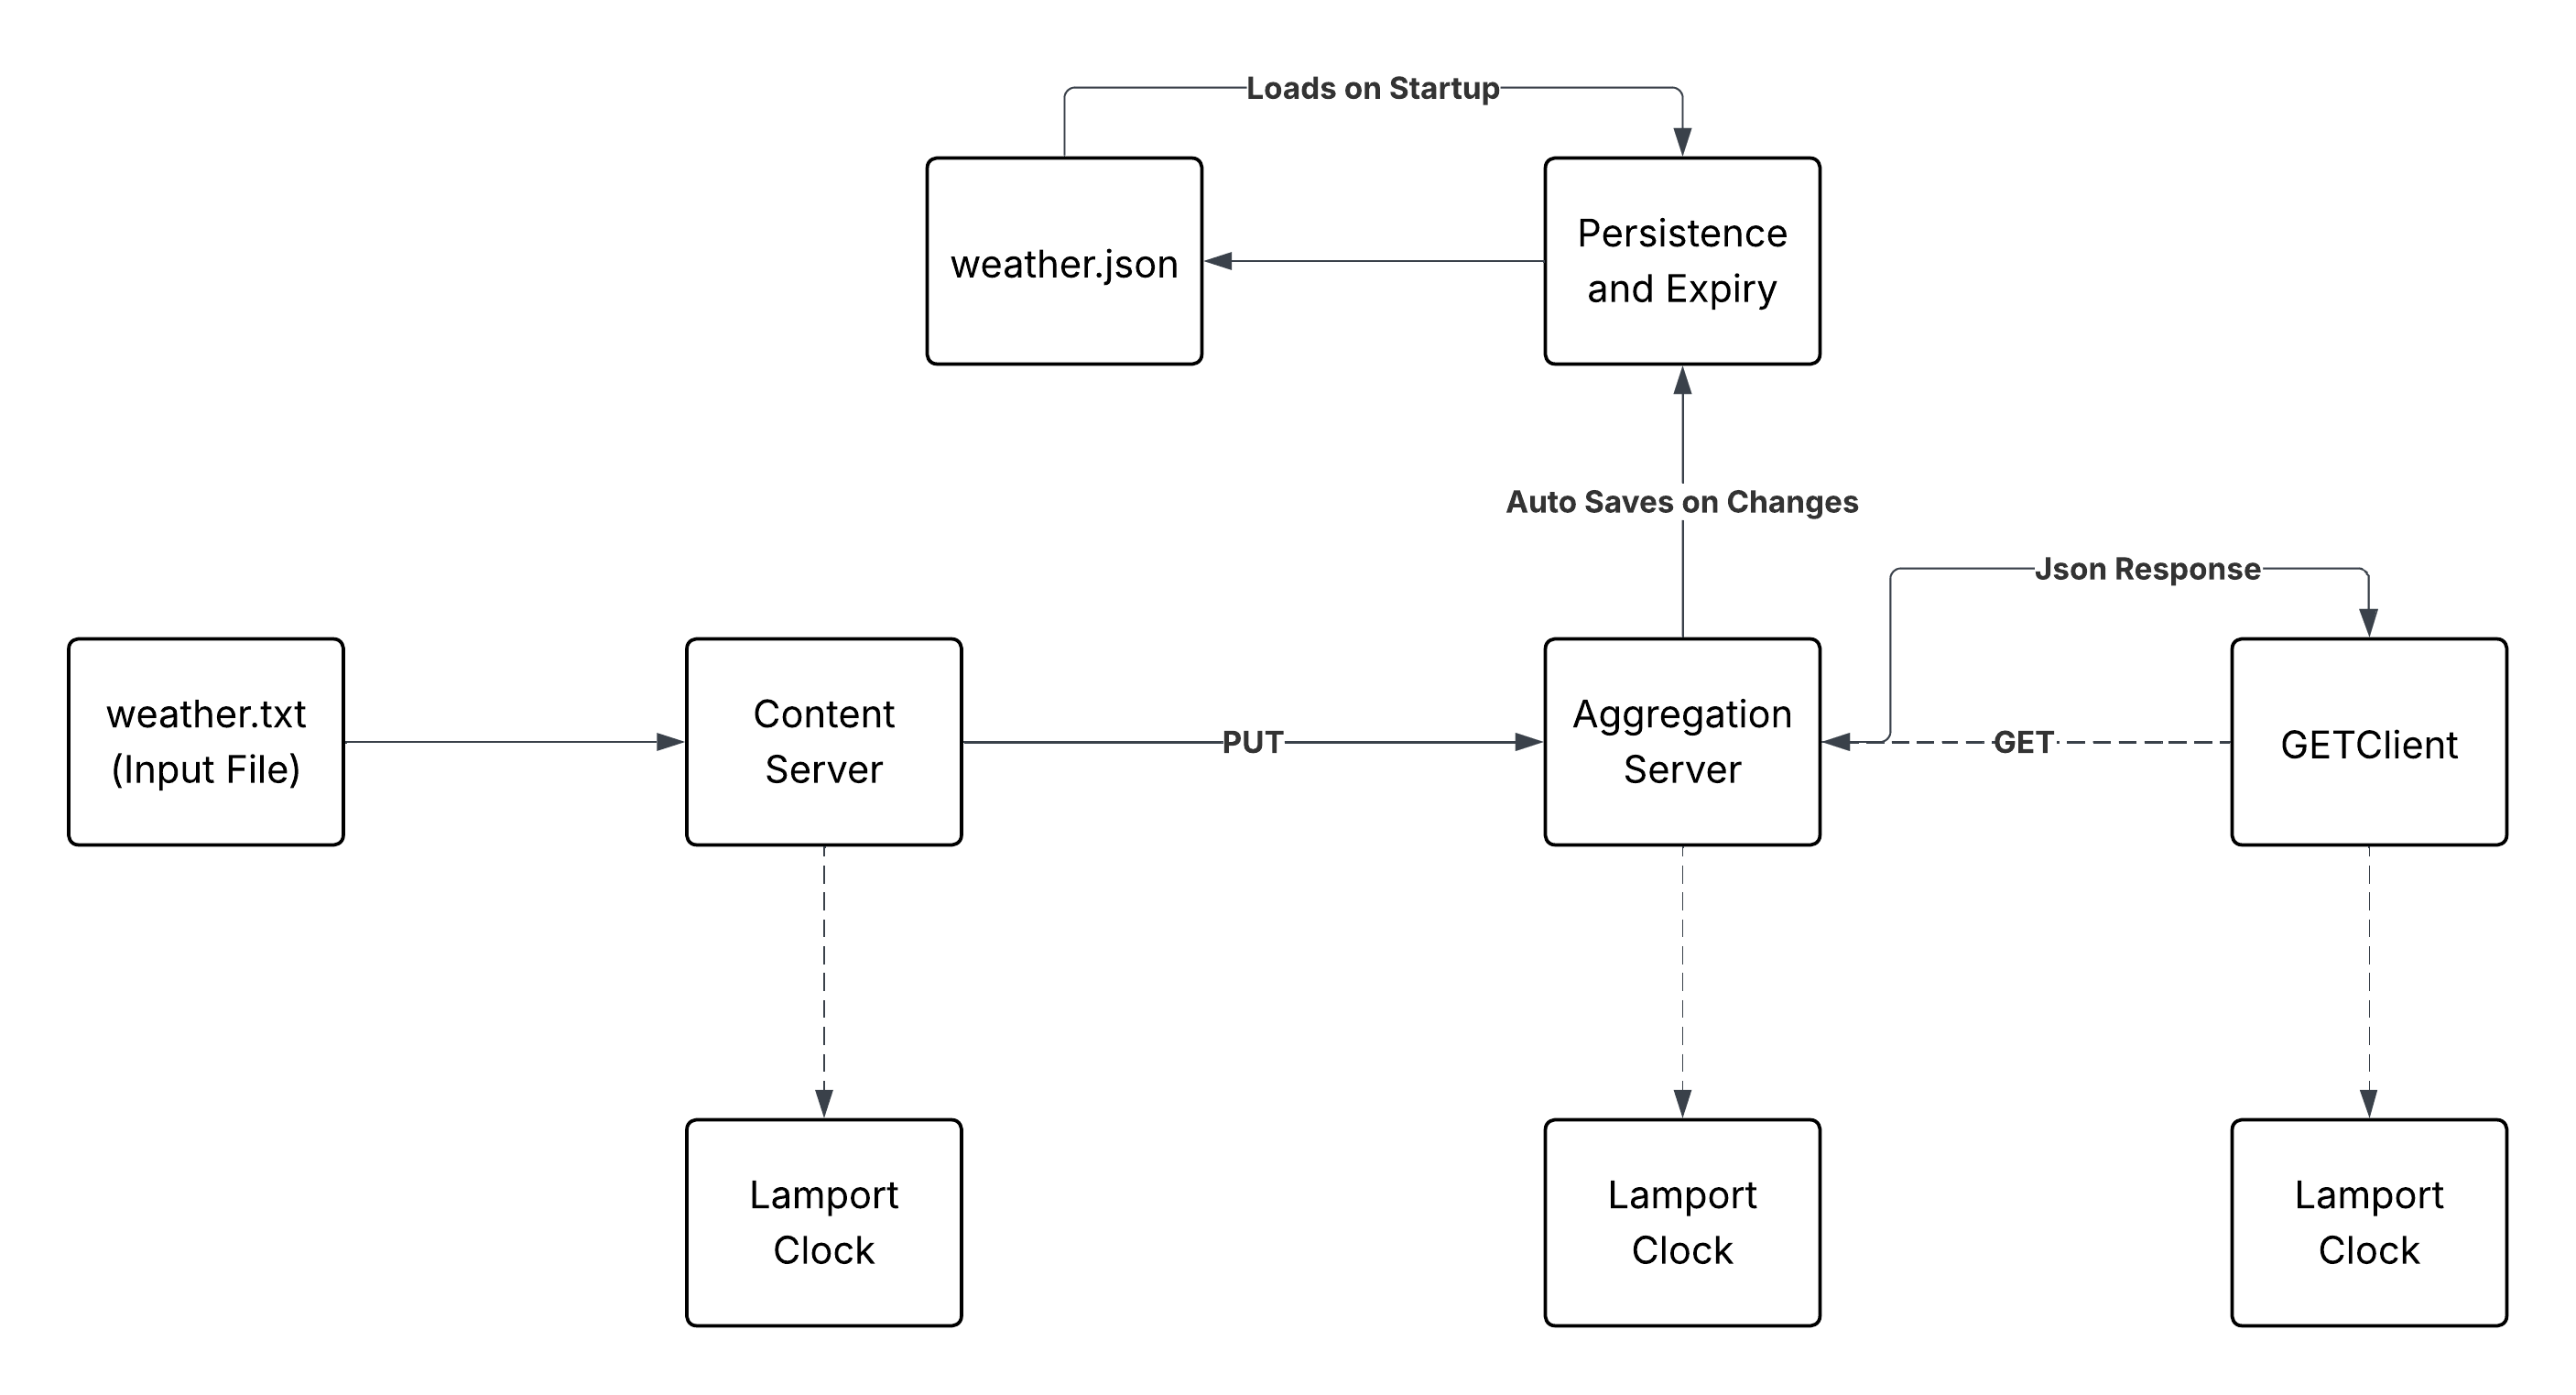 Loads on Startup
weather.json
Persistence
and Expiry
Auto Saves on Changes
Json Response
weather.txt
(Input File)
Content
Server
PUT
Aggregation
Server
GET
GETClient
Lamport
Clock
Lamport
Clock
Lamport
Clock